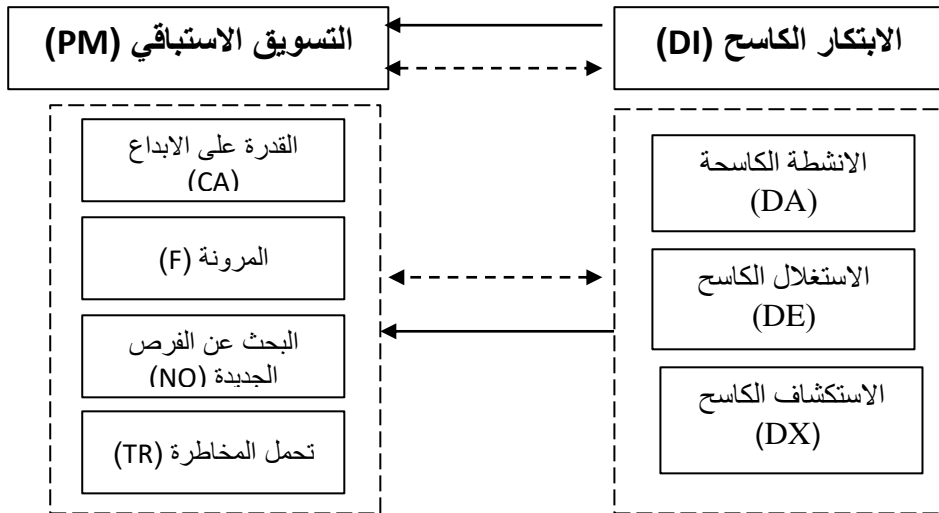 الابتكار الكاسح (DI)
الانشطة الكاسحة
(DA)
الاستغلال الكاسح
(DE)
الاستكشاف الكاسح
(DX)
التسويق الاستباقي (PM)
القدرة على الابداع
(CA)
المرونة (F)
البحث عن الفرص
الجديدة (NO)
تحمل المخاطرة (TR)